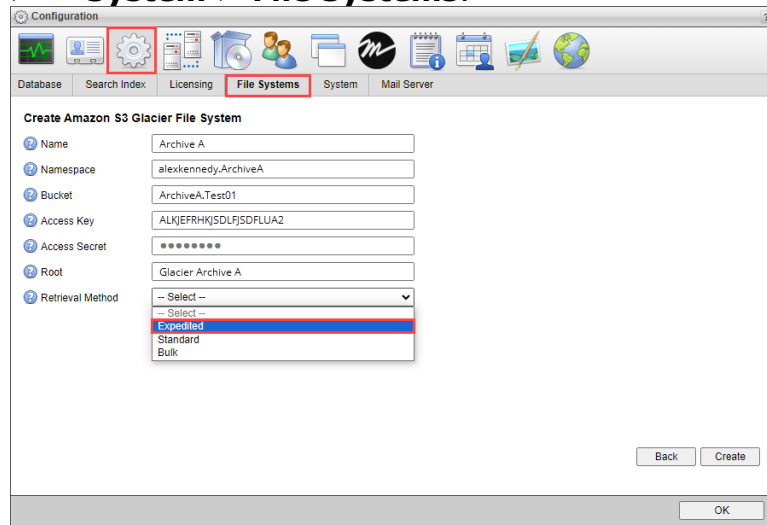 > System > File Systems.
Configuration
Database Search Index Licensing File Systems System Mail Server
Create Amazon S3 Glacier File System
Name Archive A
Namespace alexkennedy.ArchiveA
Bucket ArchiveA.Test01
Access Key ALKJEFRHKJSDLFJSDFLUA2
Access Secret ●●●●●●●●
Root Glacier Archive A
Retrieval Method -- Select --
-- Select --
Expedited
Standard
Bulk
Back Create
OK